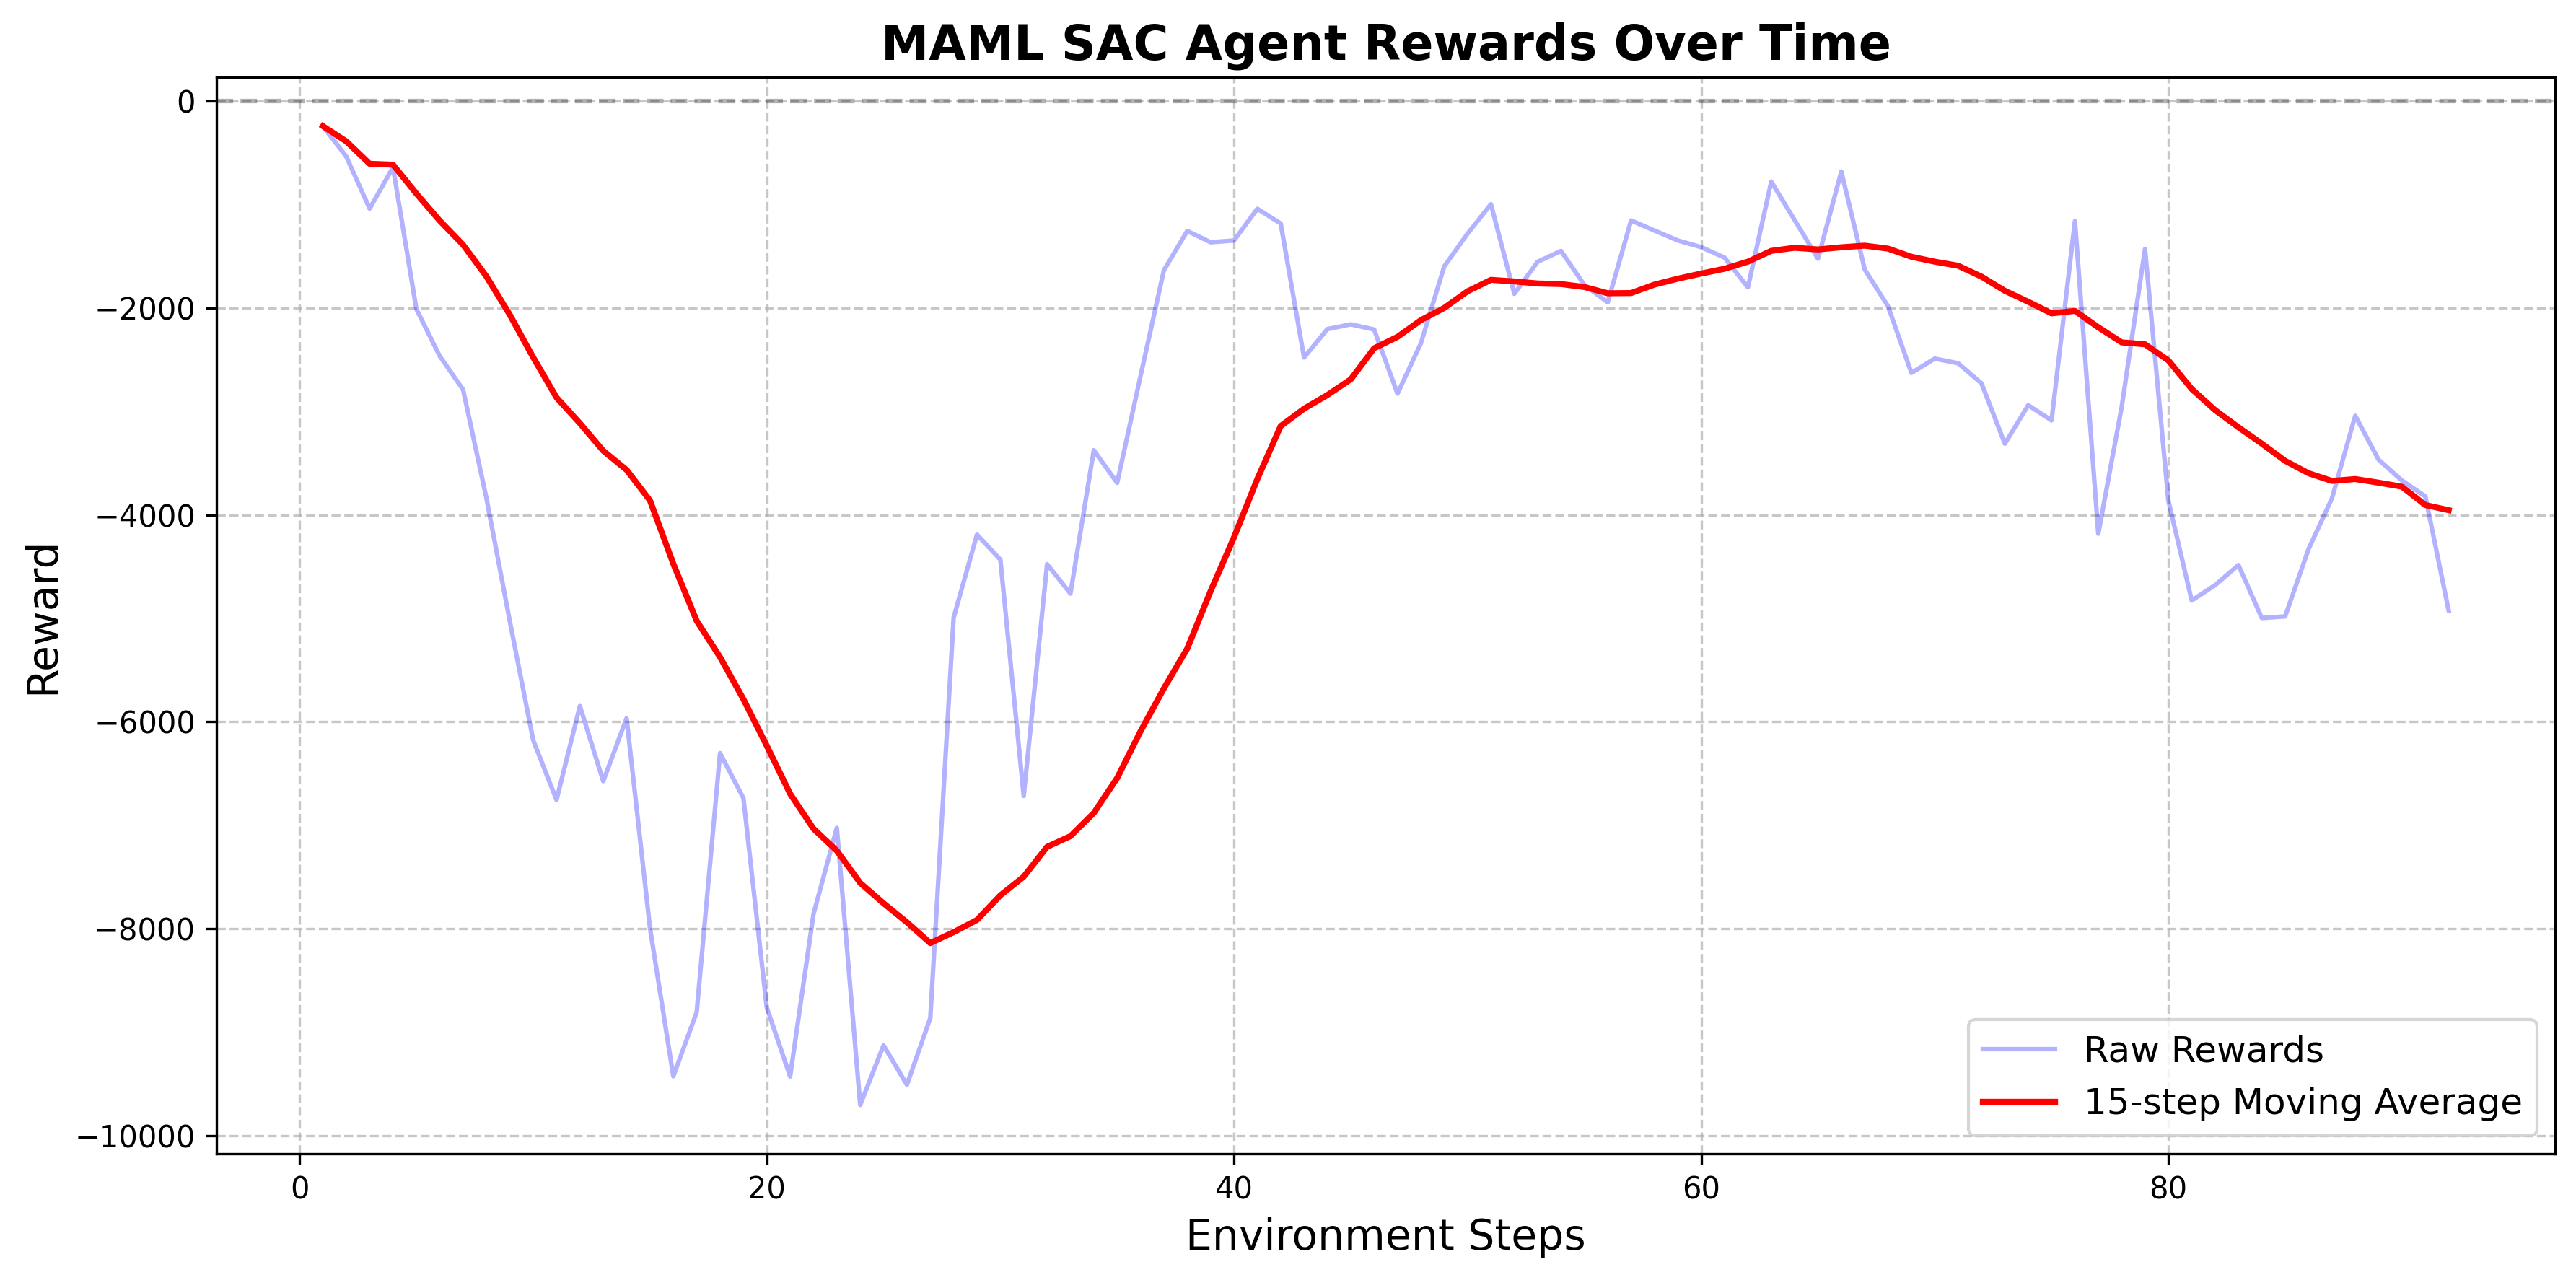 MAML SAC Agent Rewards Over Time
Reward
0
−2000
−4000
−6000
−8000
−10000
0 20 40 60 80
Environment Steps
Raw Rewards
15-step Moving Average